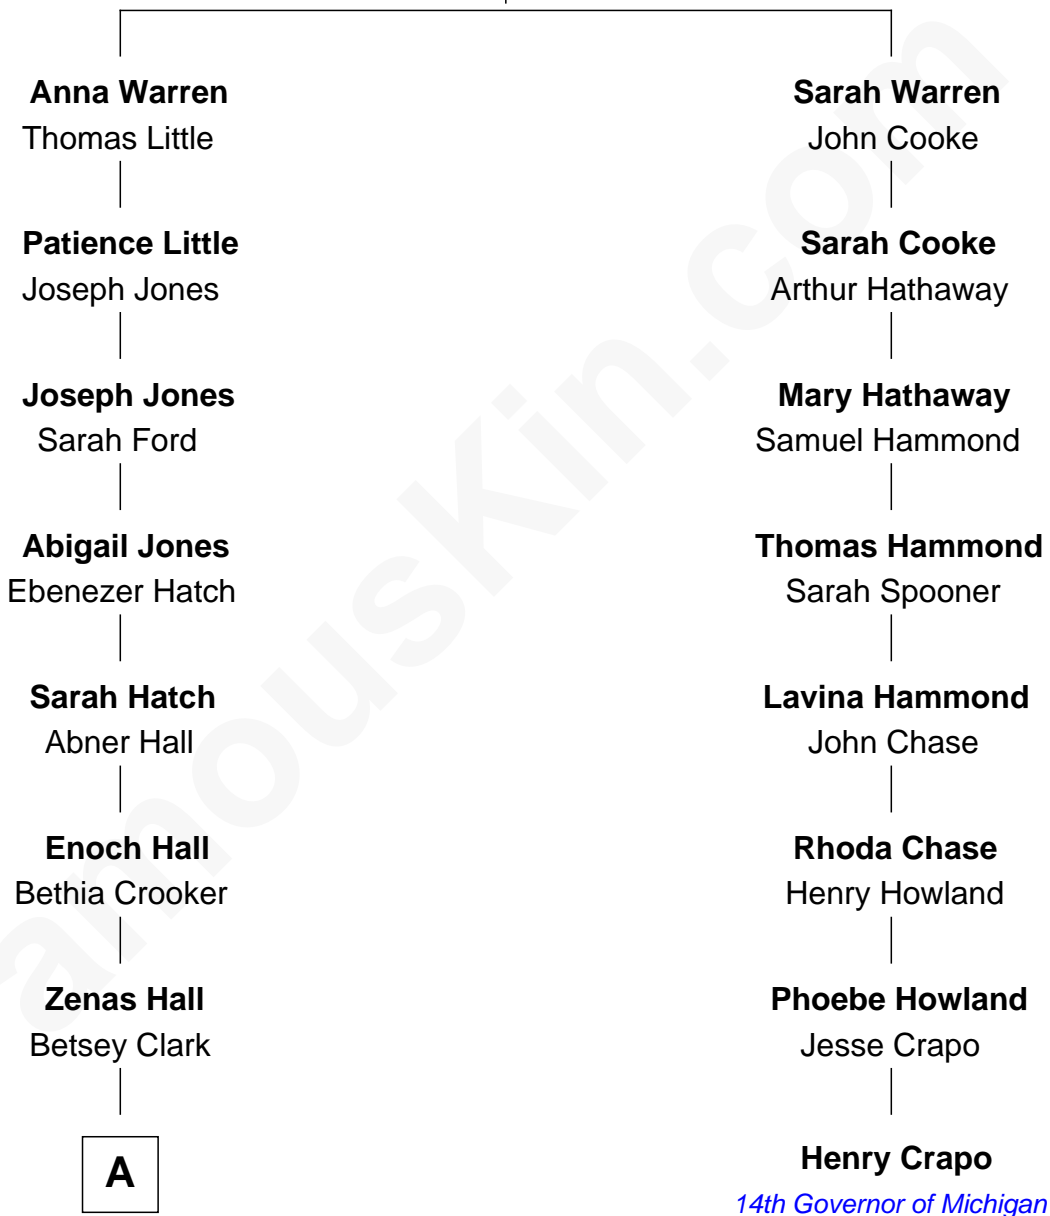 Anna Warren
Thomas Little
Patience Little
Joseph Jones
Joseph Jones
Sarah Ford
Abigail Jones
Ebenezer Hatch
Sarah Hatch
Abner Hall
Enoch Hall
Bethia Crooker
Zenas Hall
Betsey Clark
A
Sarah Warren
John Cooke
Sarah Cooke
Arthur Hathaway
Mary Hathaway
Samuel Hammond
Thomas Hammond
Sarah Spooner
Lavina Hammond
John Chase
Rhoda Chase
Henry Howland
Phoebe Howland
Jesse Crapo
Henry Crapo
14th Governor of Michigan
amousKin.com